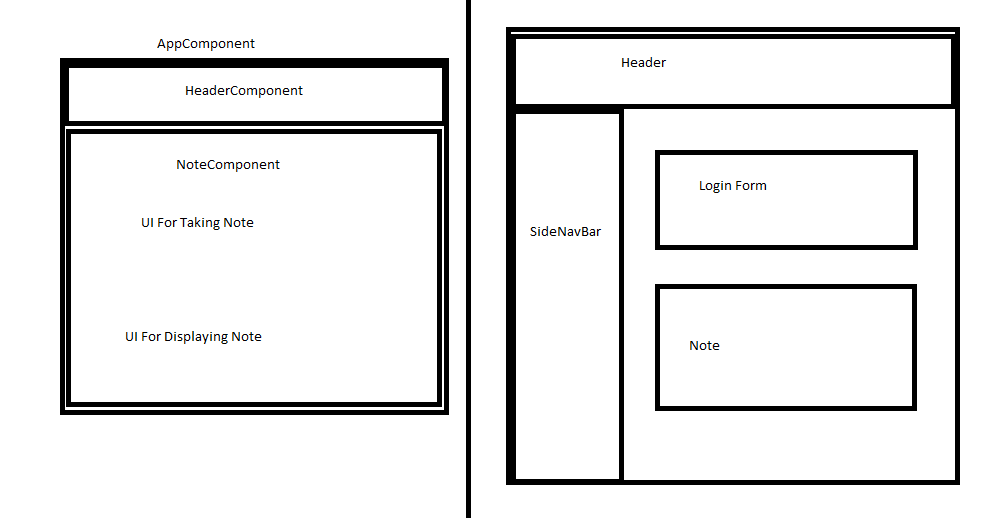 AppComponent
HeaderComponent
NoteComponent
UI For Taking Note
UI For Displaying Note
Header
SideNavBar
Login Form
Note